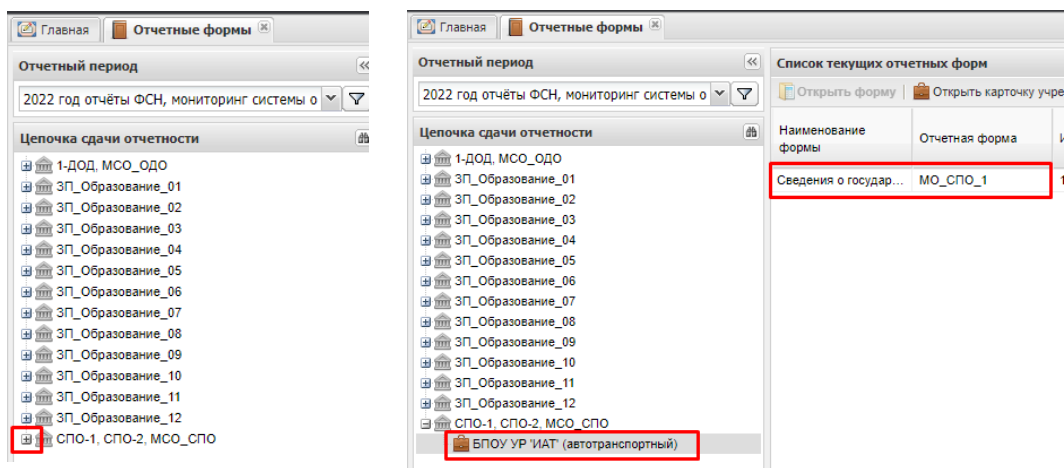 Главная
Отчетные формы
Отчетный период
2022 год отчёты ФСН, мониторинг системы о
Цепочка сдачи отчетности
1-ДОД, МСО_ОДО
ЗП_Образование_01
ЗП_Образование_02
ЗП_Образование_03
ЗП_Образование_04
ЗП_Образование_05
ЗП_Образование_06
ЗП_Образование_07
ЗП_Образование_08
ЗП_Образование_09
ЗП_Образование_10
ЗП_Образование_11
ЗП_Образование_12
СПО-1, СПО-2, МСО_СПО
Главная
Отчетные формы
Отчетный период
2022 год отчёты ФСН, мониторинг системы о
Цепочка сдачи отчетности
1-ДОД, МСО_ОДО
ЗП_Образование_01
ЗП_Образование_02
ЗП_Образование_03
ЗП_Образование_04
ЗП_Образование_05
ЗП_Образование_06
ЗП_Образование_07
ЗП_Образование_08
ЗП_Образование_09
ЗП_Образование_10
ЗП_Образование_11
ЗП_Образование_12
СПО-1, СПО-2, МСО_СПО
БПОУ УР 'ИАТ' (автотранспортный)
Список текущих отчетных форм
Открыть форму | Открыть карточку учре
Наименование
формы
Отчетная форма
Сведения о государ... МО_СПО_1